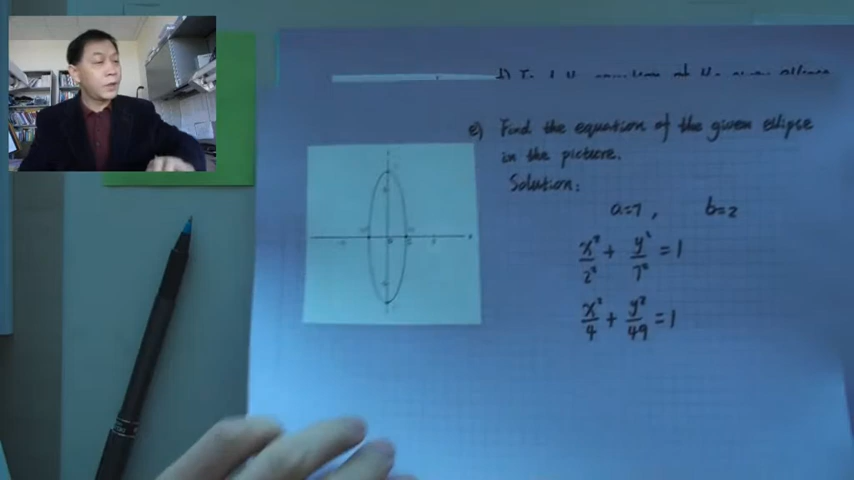 e) Find the equation of the given ellipse
in the picture.
Solution:
a=7, b=2
x²/2² + y²/7² = 1
x²/4 + y²/49 = 1